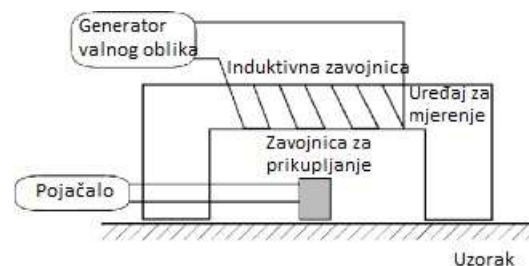 Generator
valnog oblika
Induktivna zavojnica
Uređaj za
mjerenje
Zavojnica za
prikupljanje
Pojačalo
Uzorak